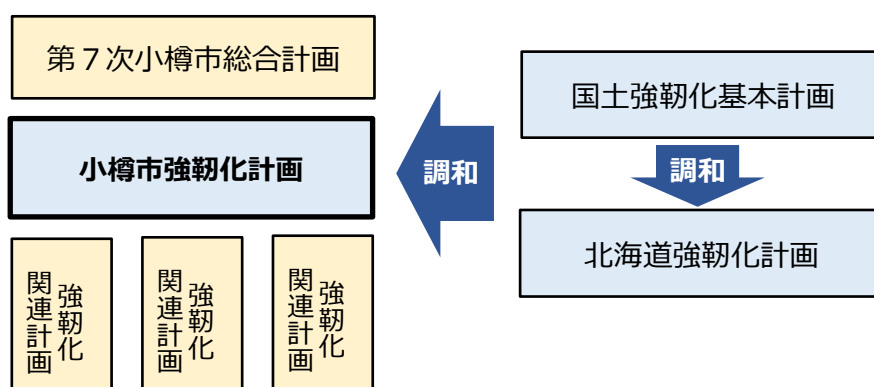 第７次小樽市総合計画
小樽市強靭化計画
強靭化
関連計画
強靭化
関連計画
強靭化
関連計画
調和
国土強靭化基本計画
調和
北海道強靭化計画